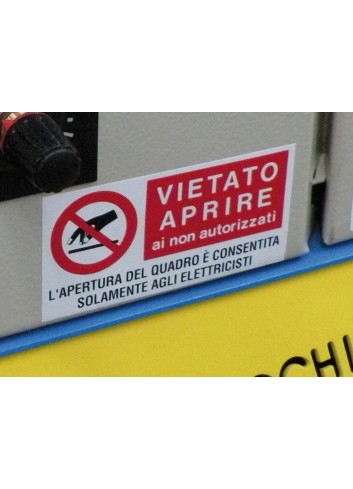 VIETATO
APRIRE
ai non autorizzati
L'APERTURA DEL QUADRO È CONSENTITA
SOLAMENTE AGLI ELETTRICISTI